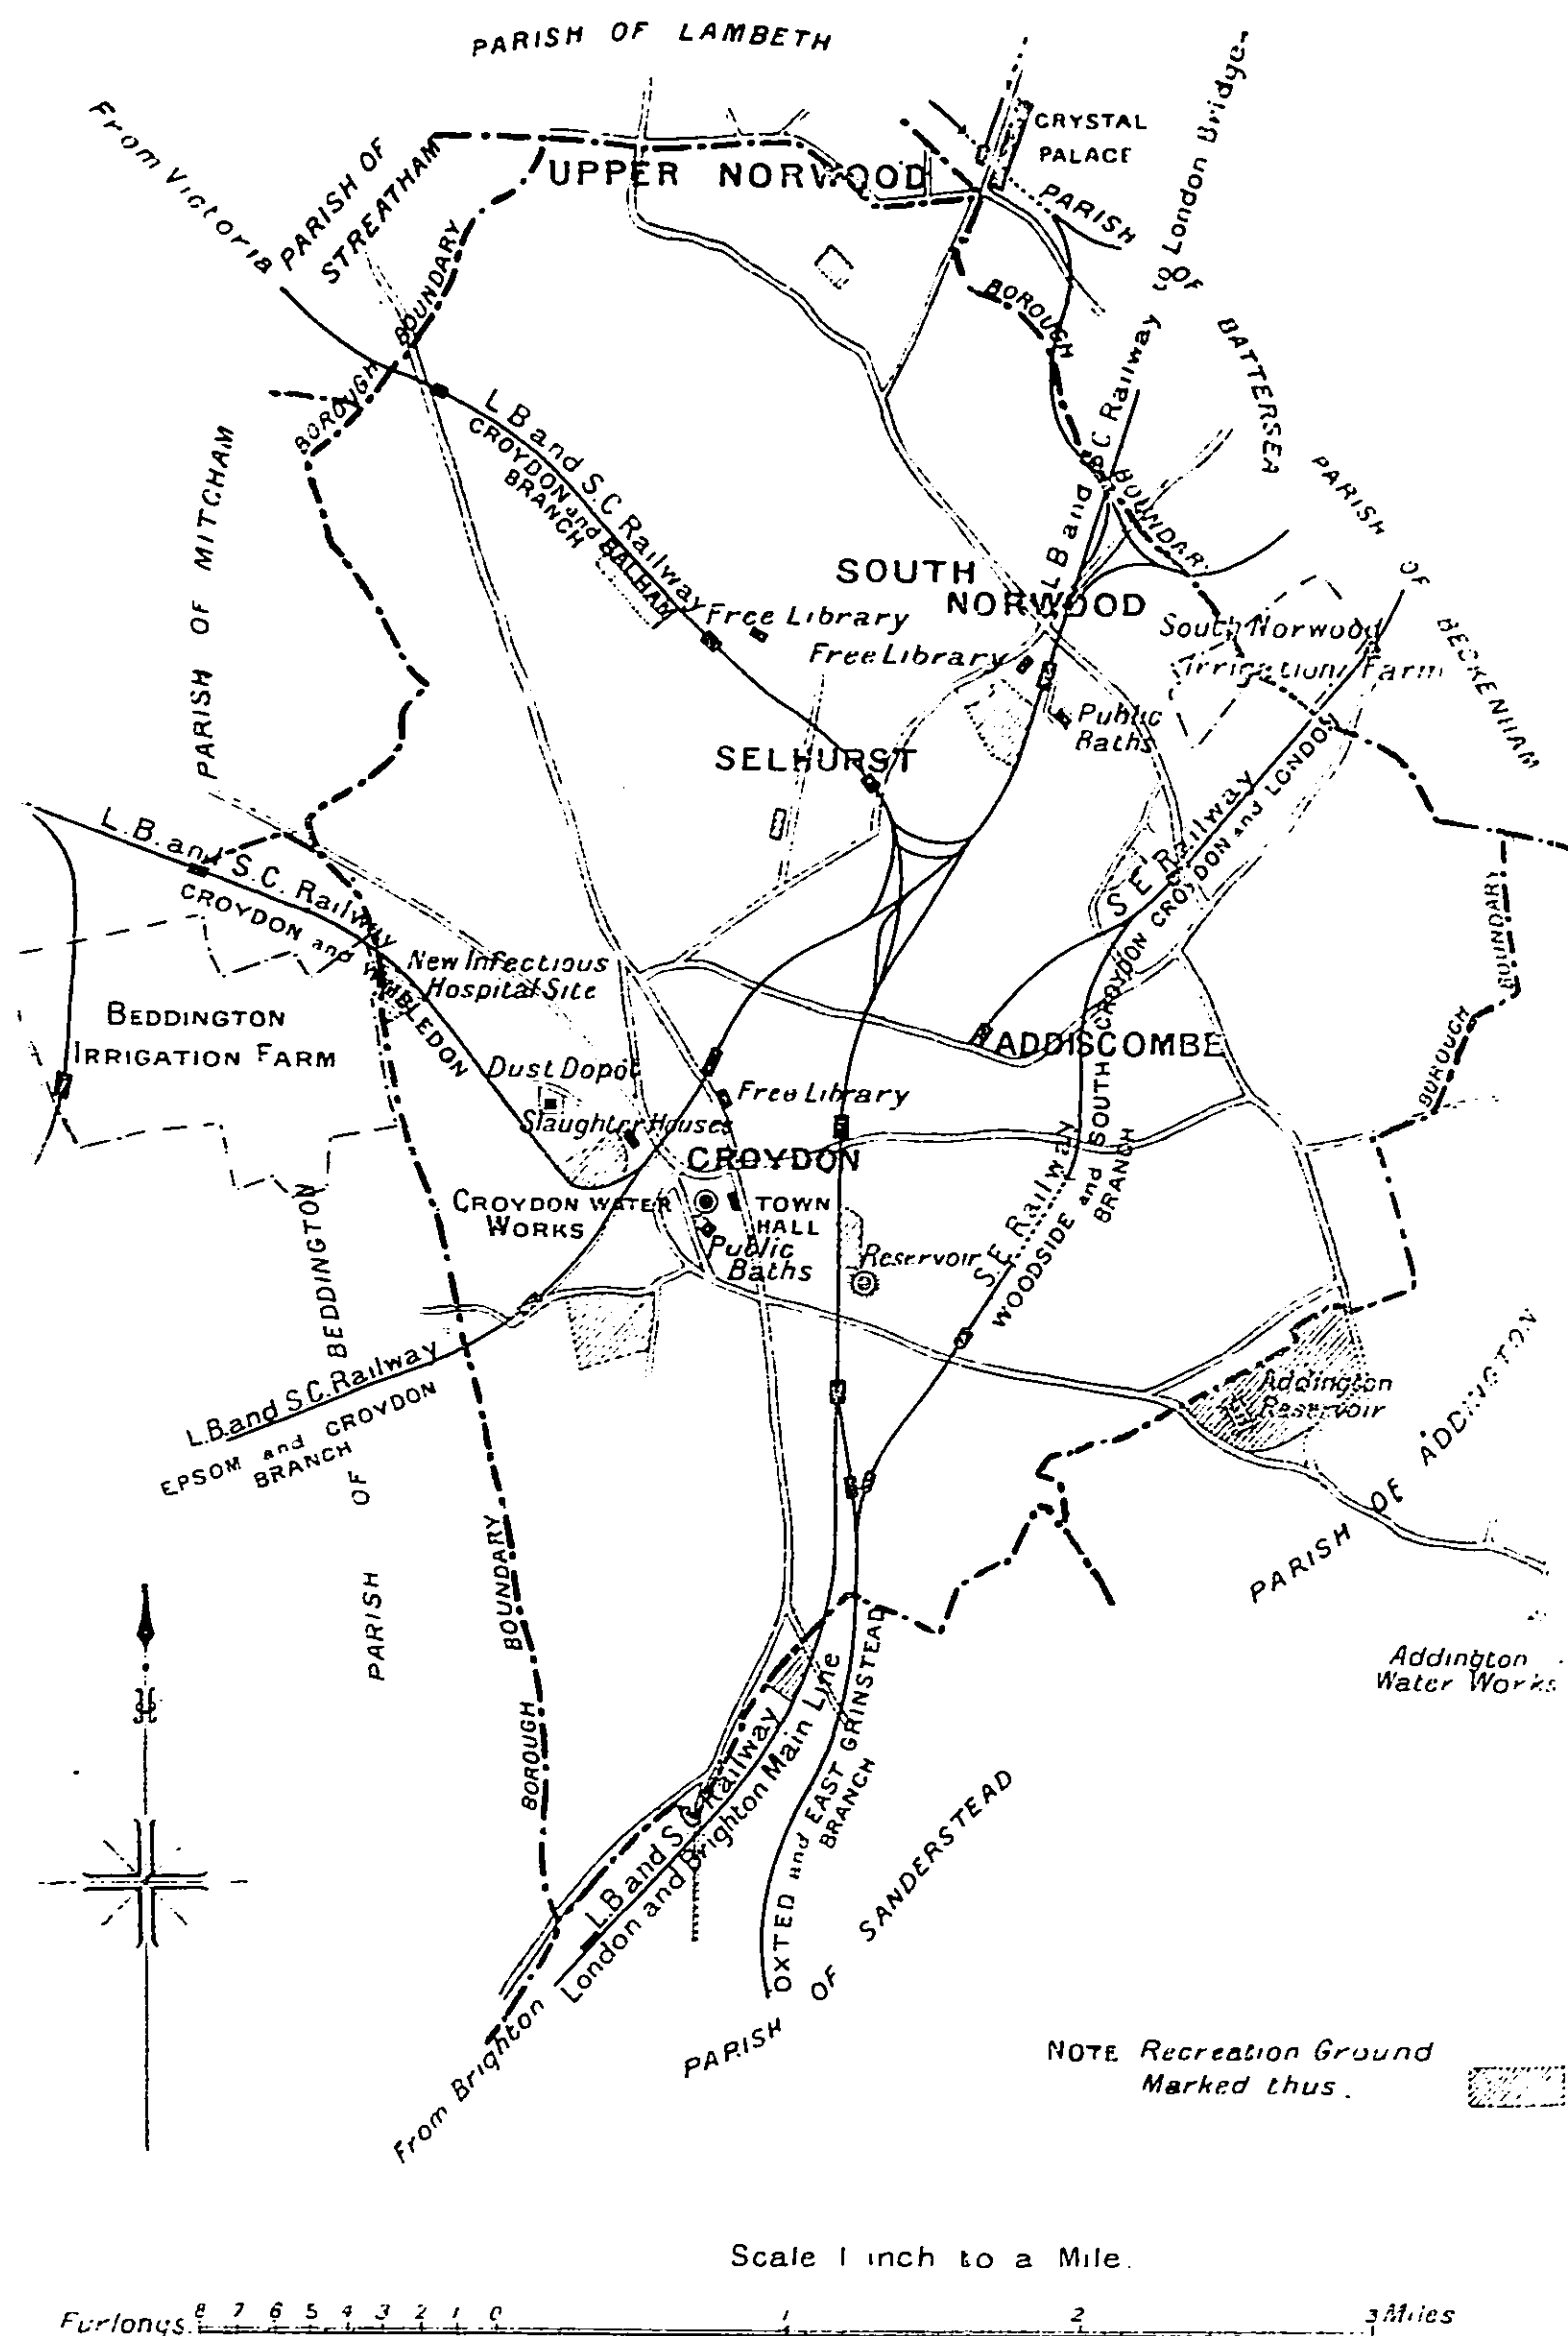 PARISH OF LAMBETH
From Victoria
PARISH OF
STREATHAM
UPPER NORWOOD
CRYSTAL
PALACE
L B and S C Railway to London Bridge
PARISH OF BATTERSEA
BOROUGH BOUNDARY
BOROUGH BOUNDARY
PARISH OF MITCHAM
L B and S.C Railway
CROYDON and BALHAM
BRANCH
PARISH OF BECKENHAM
SOUTH
NORWOOD
Free Library
Free Library
South Norwood
Irrigation Farm
Public
Baths
SELHURST
L.B. and S.C. Railway
CROYDON and WIMBLEDON
S E Railway
CROYDON and LONDON
BOROUGH BOUNDARY
New Infectious
Hospital Site
BEDDINGTON
IRRIGATION FARM
ADDISCOMBE
Dust Depôt
Free Library
Slaughter Houses
CROYDON
CROYDON WATER
WORKS
TOWN
HALL
Public
Baths
Reservoir
S.E. Railway
WOODSIDE and SOUTH CROYDON
BRANCH
L.B and S.C. Railway
EPSOM and CROYDON
BRANCH
PARISH OF BEDDINGTON
Addington
Reservoir
PARISH OF ADDINGTON
BOROUGH BOUNDARY
Addington
Water Works
L.B and S C Railway
London and Brighton Main Line
OXTED and EAST GRINSTEAD
BRANCH
PARISH OF SANDERSTEAD
From Brighton
NOTE Recreation Ground
Marked thus.
Scale 1 inch to a Mile.
Furlongs 8 7 6 5 4 3 2 1 0 1 2 3 Miles